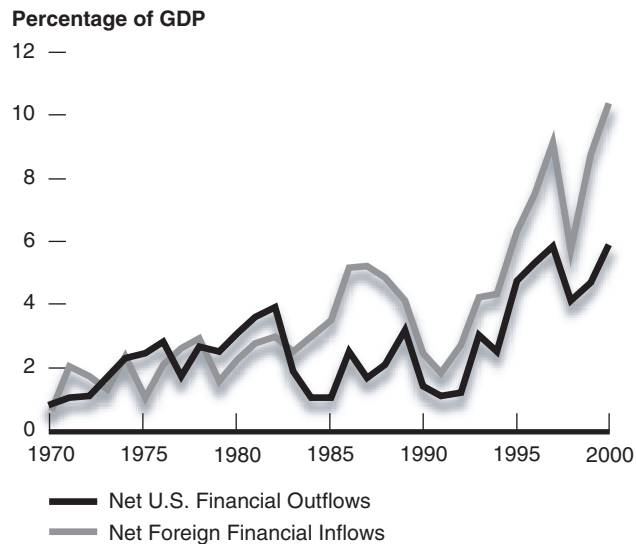 Percentage of GDP
12
10
8
6
4
2
0
1970 1975 1980 1985 1990 1995 2000
Net U.S. Financial Outflows
Net Foreign Financial Inflows